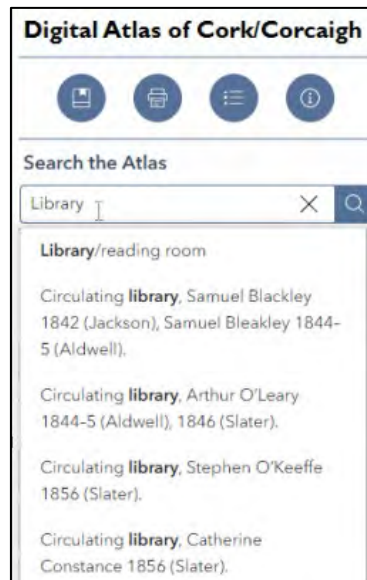 Digital Atlas of Cork/Corcaigh
Search the Atlas
Library
Library/reading room
Circulating library, Samuel Blackley
1842 (Jackson), Samuel Bleakley 1844-
5 (Aldwell).
Circulating library, Arthur O'Leary
1844-5 (Aldwell), 1846 (Slater).
Circulating library, Stephen O'Keeffe
1856 (Slater).
Circulating library, Catherine
Constance 1856 (Slater).